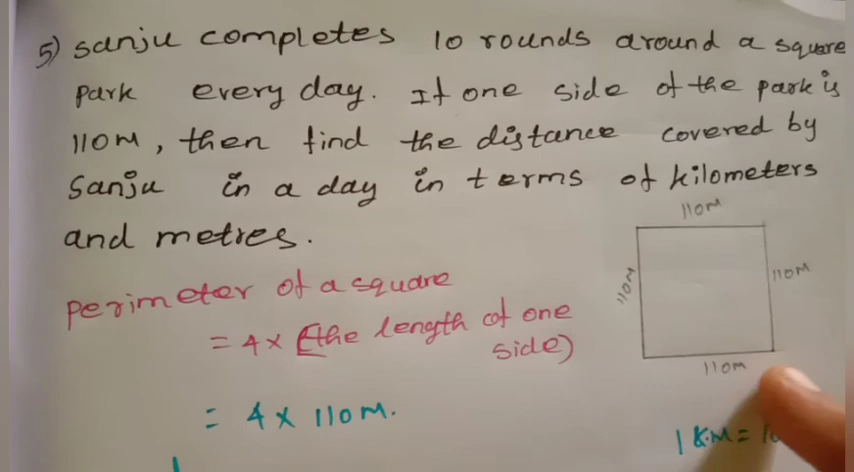 5) Sanju completes 10 rounds around a square
park every day. If one side of the park is
110M, then find the distance covered by
Sanju in a day in terms of kilometers
and metres.
110M
110M
110M
110M
Perimeter of a square
= 4 × (the length of one
side)
= 4 × 110M.
1 K.M =